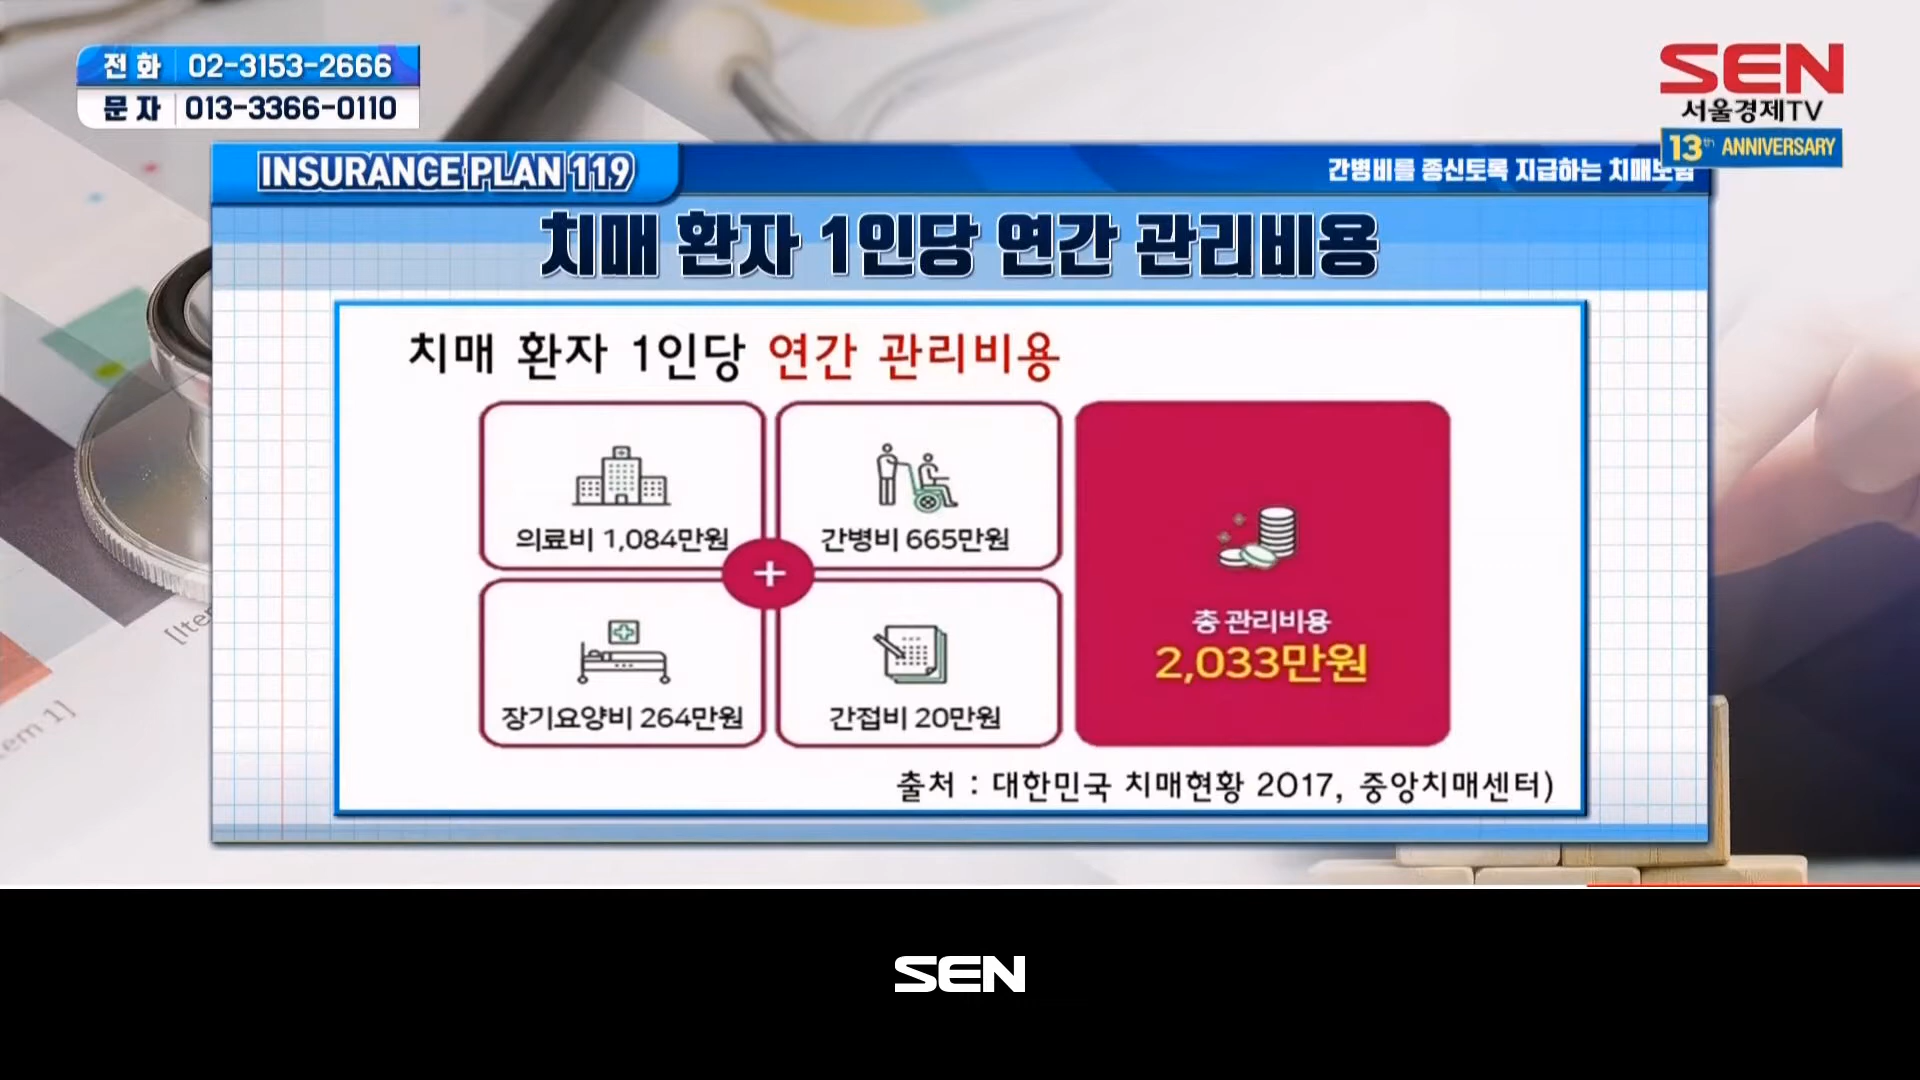 전화 02-3153-2666
문자 013-3366-0110
SEN
서울경제TV
13th ANNIVERSARY
INSURANCE PLAN 119
간병비를 종신토록 지급하는 치매보험
치매 환자 1인당 연간 관리비용
치매 환자 1인당 연간 관리비용
의료비 1,084만원
간병비 665만원
+
장기요양비 264만원
간접비 20만원
총 관리비용
2,033만원
출처 : 대한민국 치매현황 2017, 중앙치매센터)
em 1]
SEN